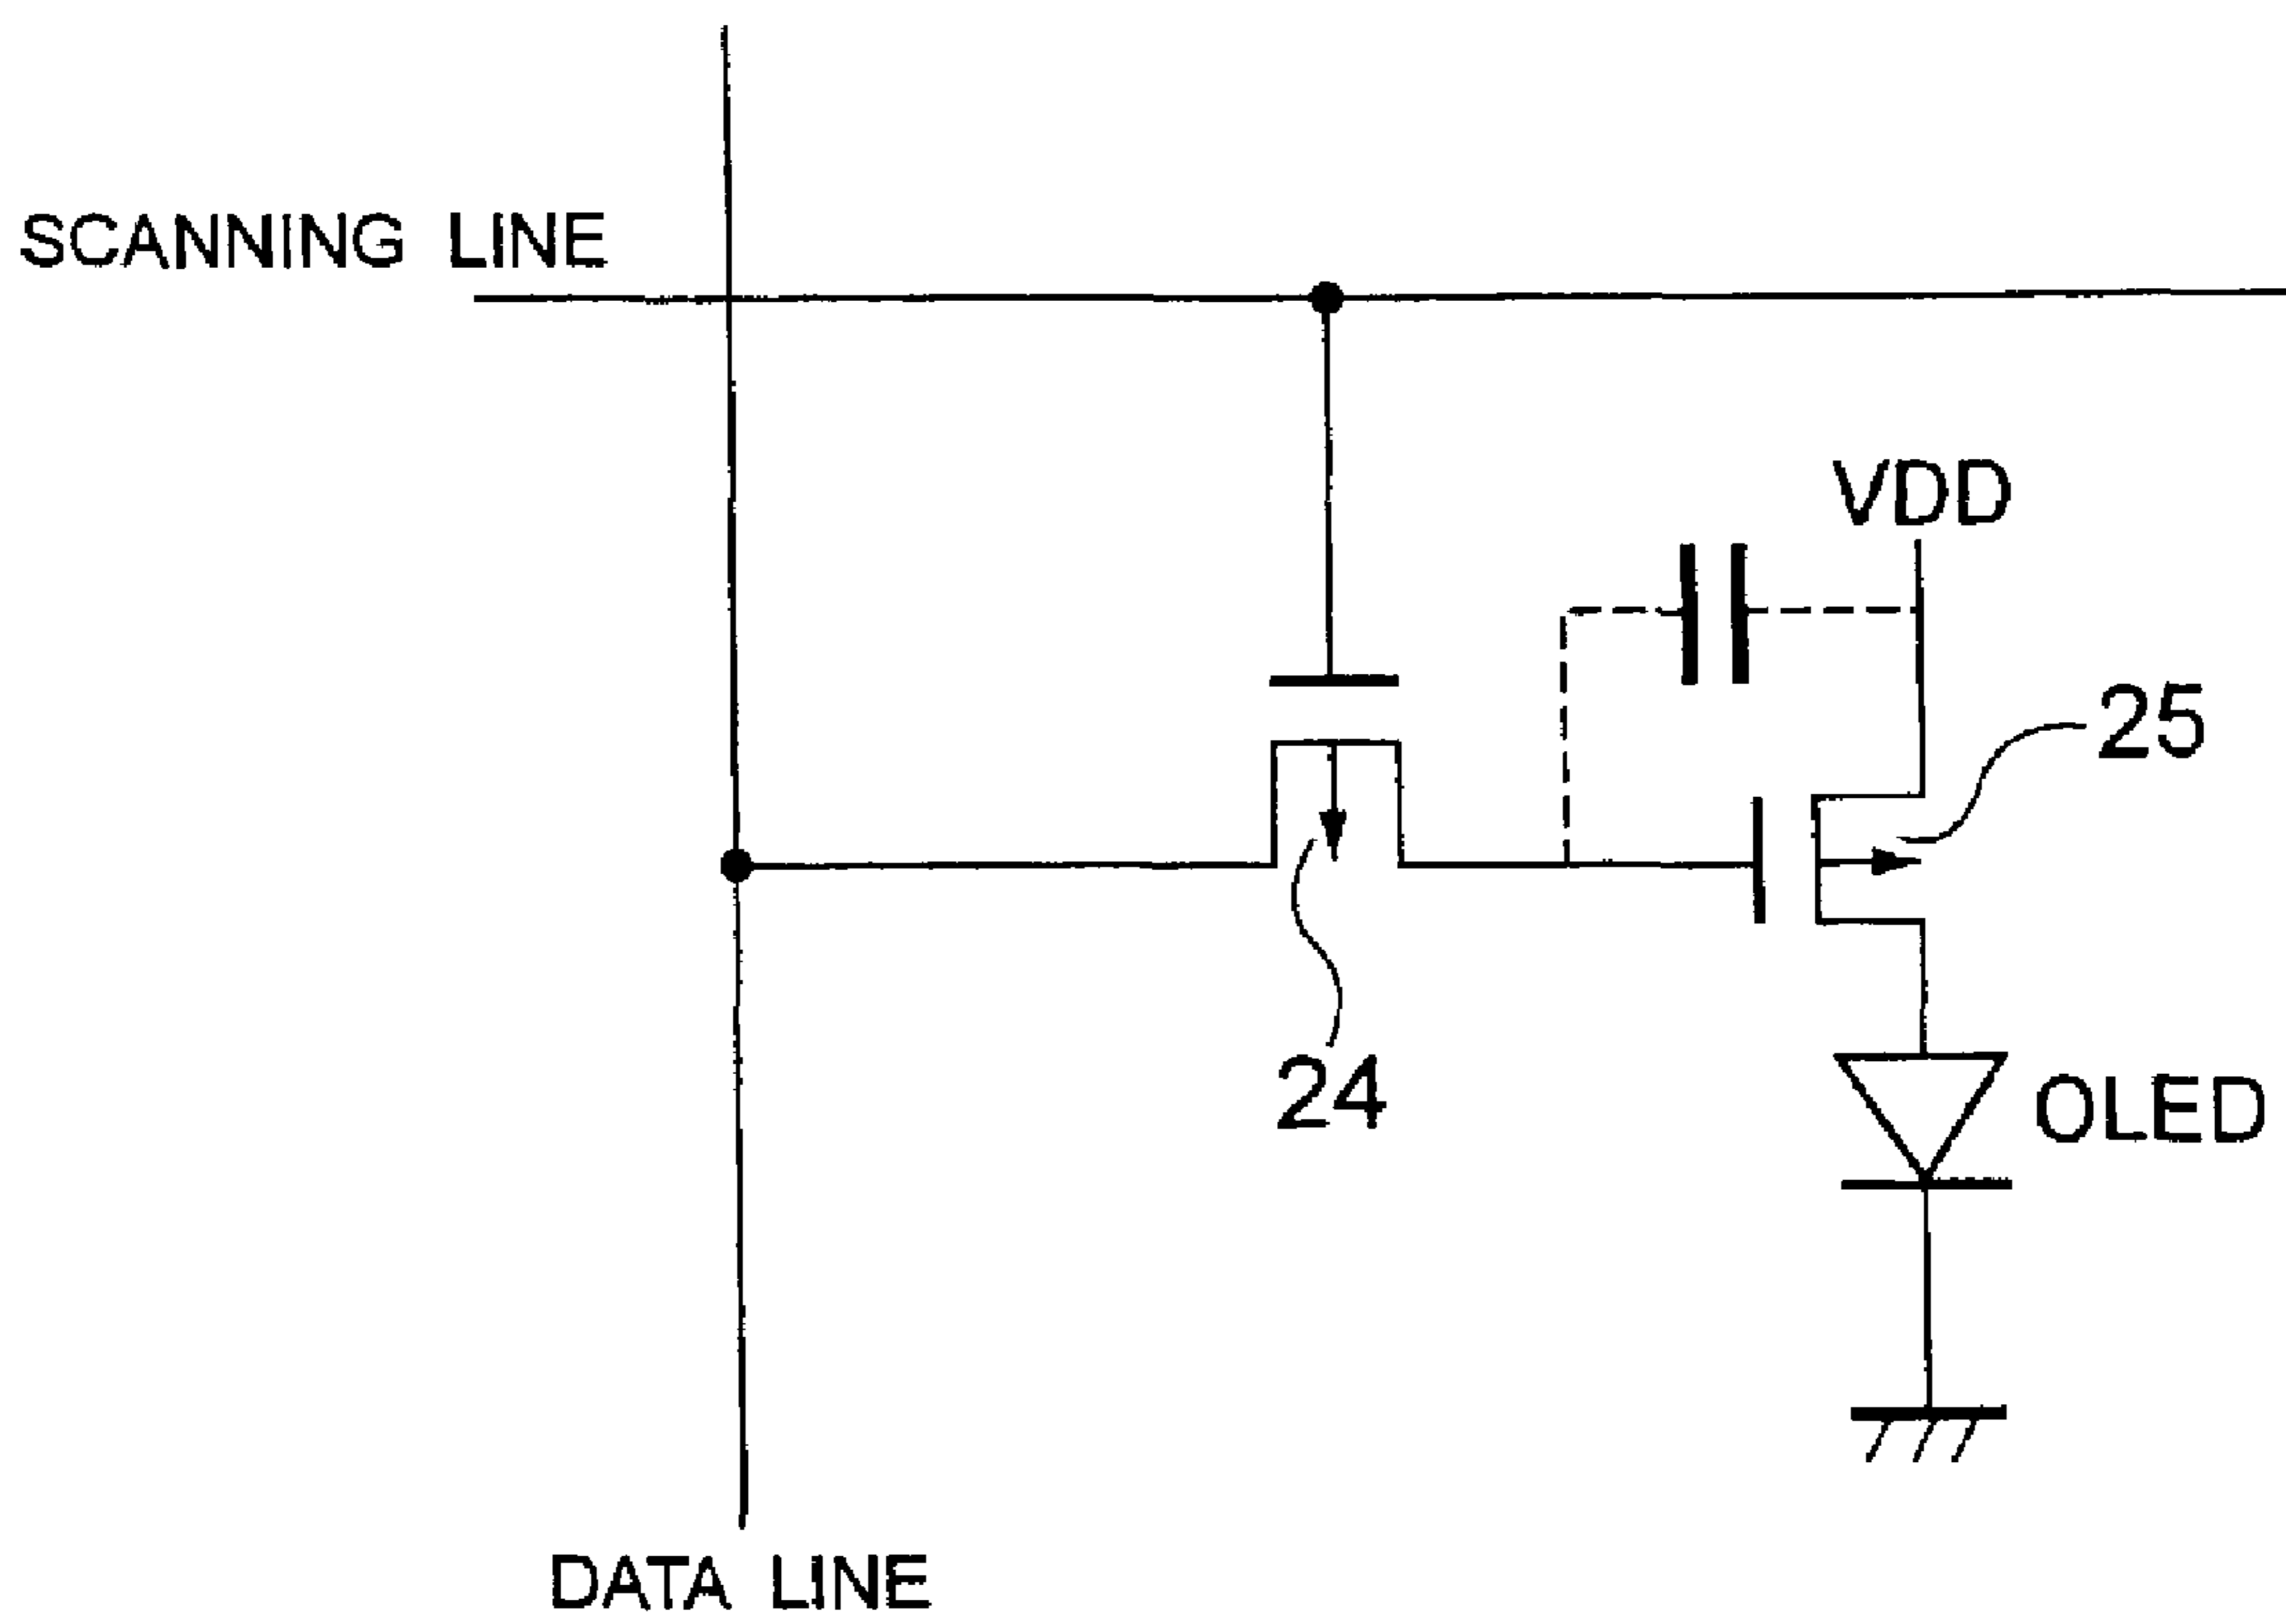 SCANNING LINE
VDD
25
24
OLED
DATA LINE